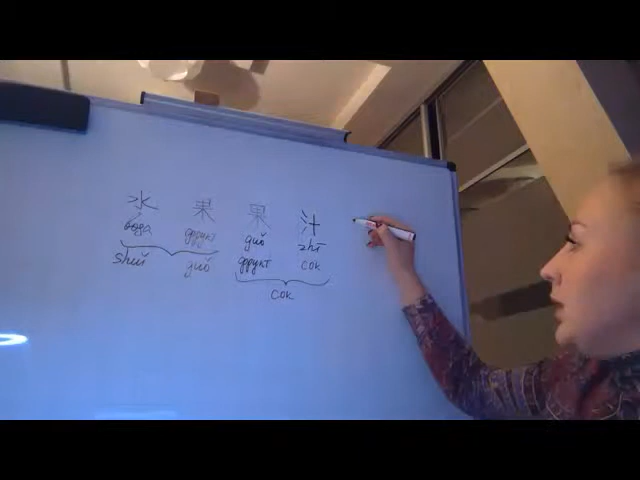 水 果 果 汁
вода фрукт guǒ zhī
shuǐ guǒ фрукт сок
сок